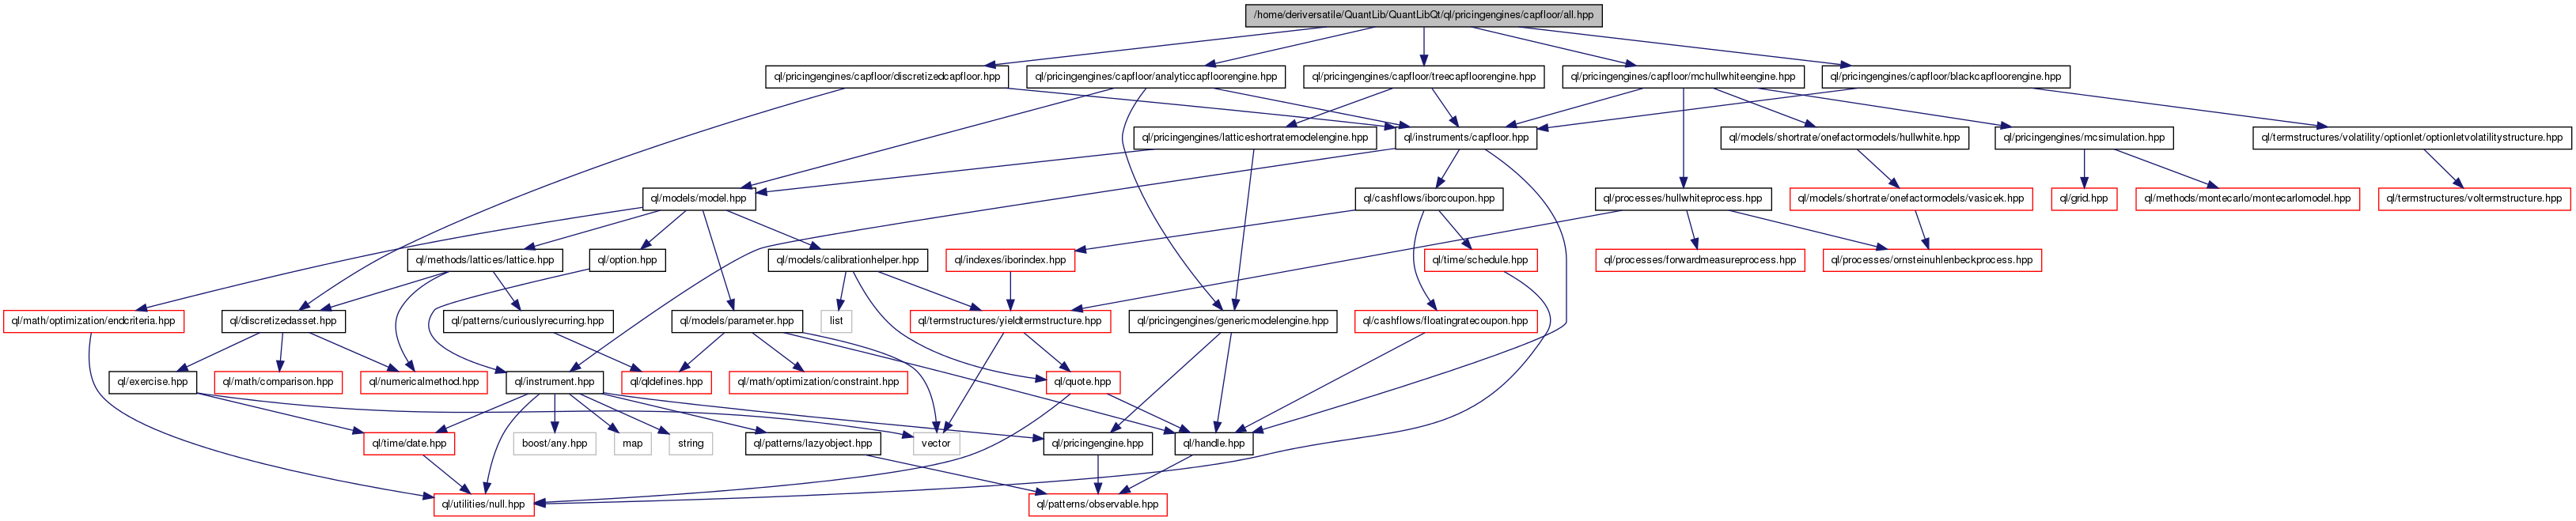 /home/deriversatile/QuantLib/QuantLibQt/ql/pricingengines/capfloor/all.hpp
ql/pricingengines/capfloor/discretizedcapfloor.hpp
ql/pricingengines/capfloor/analyticcapfloorengine.hpp
ql/pricingengines/capfloor/treecapfloorengine.hpp
ql/pricingengines/capfloor/mchullwhiteengine.hpp
ql/pricingengines/capfloor/blackcapfloorengine.hpp
ql/pricingengines/latticeshortratemodelengine.hpp
ql/instruments/capfloor.hpp
ql/models/shortrate/onefactormodels/hullwhite.hpp
ql/pricingengines/mcsimulation.hpp
ql/termstructures/volatility/optionlet/optionletvolatilitystructure.hpp
ql/models/model.hpp
ql/cashflows/iborcoupon.hpp
ql/processes/hullwhiteprocess.hpp
ql/models/shortrate/onefactormodels/vasicek.hpp
ql/grid.hpp
ql/methods/montecarlo/montecarlomodel.hpp
ql/termstructures/voltermstructure.hpp
ql/methods/lattices/lattice.hpp
ql/option.hpp
ql/models/calibrationhelper.hpp
ql/indexes/iborindex.hpp
ql/time/schedule.hpp
ql/processes/forwardmeasureprocess.hpp
ql/processes/ornsteinuhlenbeckprocess.hpp
ql/math/optimization/endcriteria.hpp
ql/discretizedasset.hpp
ql/patterns/curiouslyrecurring.hpp
ql/models/parameter.hpp
list
ql/termstructures/yieldtermstructure.hpp
ql/pricingengines/genericmodelengine.hpp
ql/cashflows/floatingratecoupon.hpp
ql/exercise.hpp
ql/math/comparison.hpp
ql/numericalmethod.hpp
ql/instrument.hpp
ql/qldefines.hpp
ql/math/optimization/constraint.hpp
ql/quote.hpp
ql/time/date.hpp
boost/any.hpp
map
string
ql/patterns/lazyobject.hpp
vector
ql/pricingengine.hpp
ql/handle.hpp
ql/utilities/null.hpp
ql/patterns/observable.hpp